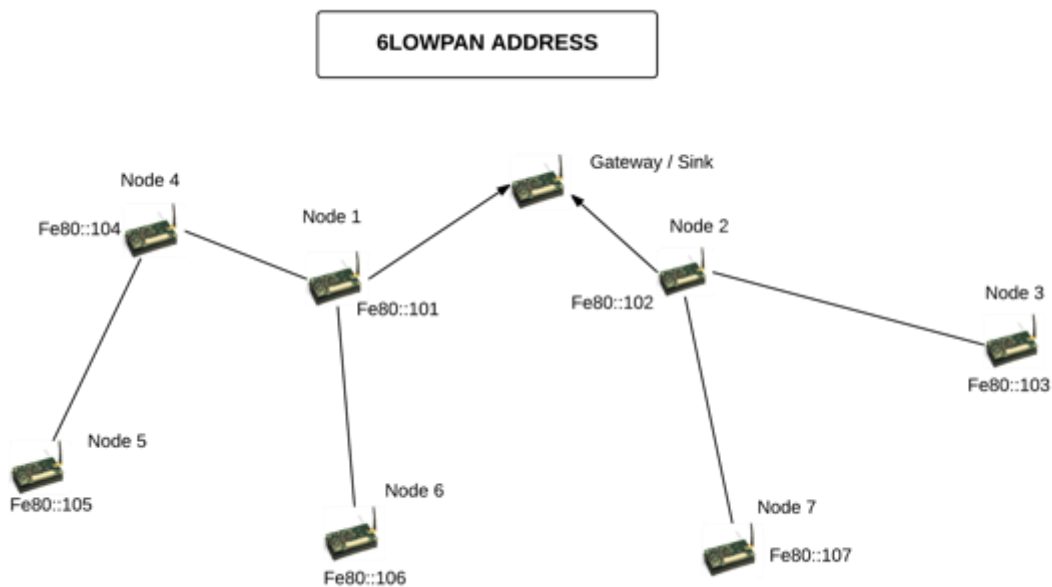 6LOWPAN ADDRESS
Gateway / Sink
Node 4
Fe80::104
Node 1
Fe80::101
Node 2
Fe80::102
Node 3
Fe80::103
Node 5
Fe80::105
Node 6
Fe80::106
Node 7
Fe80::107